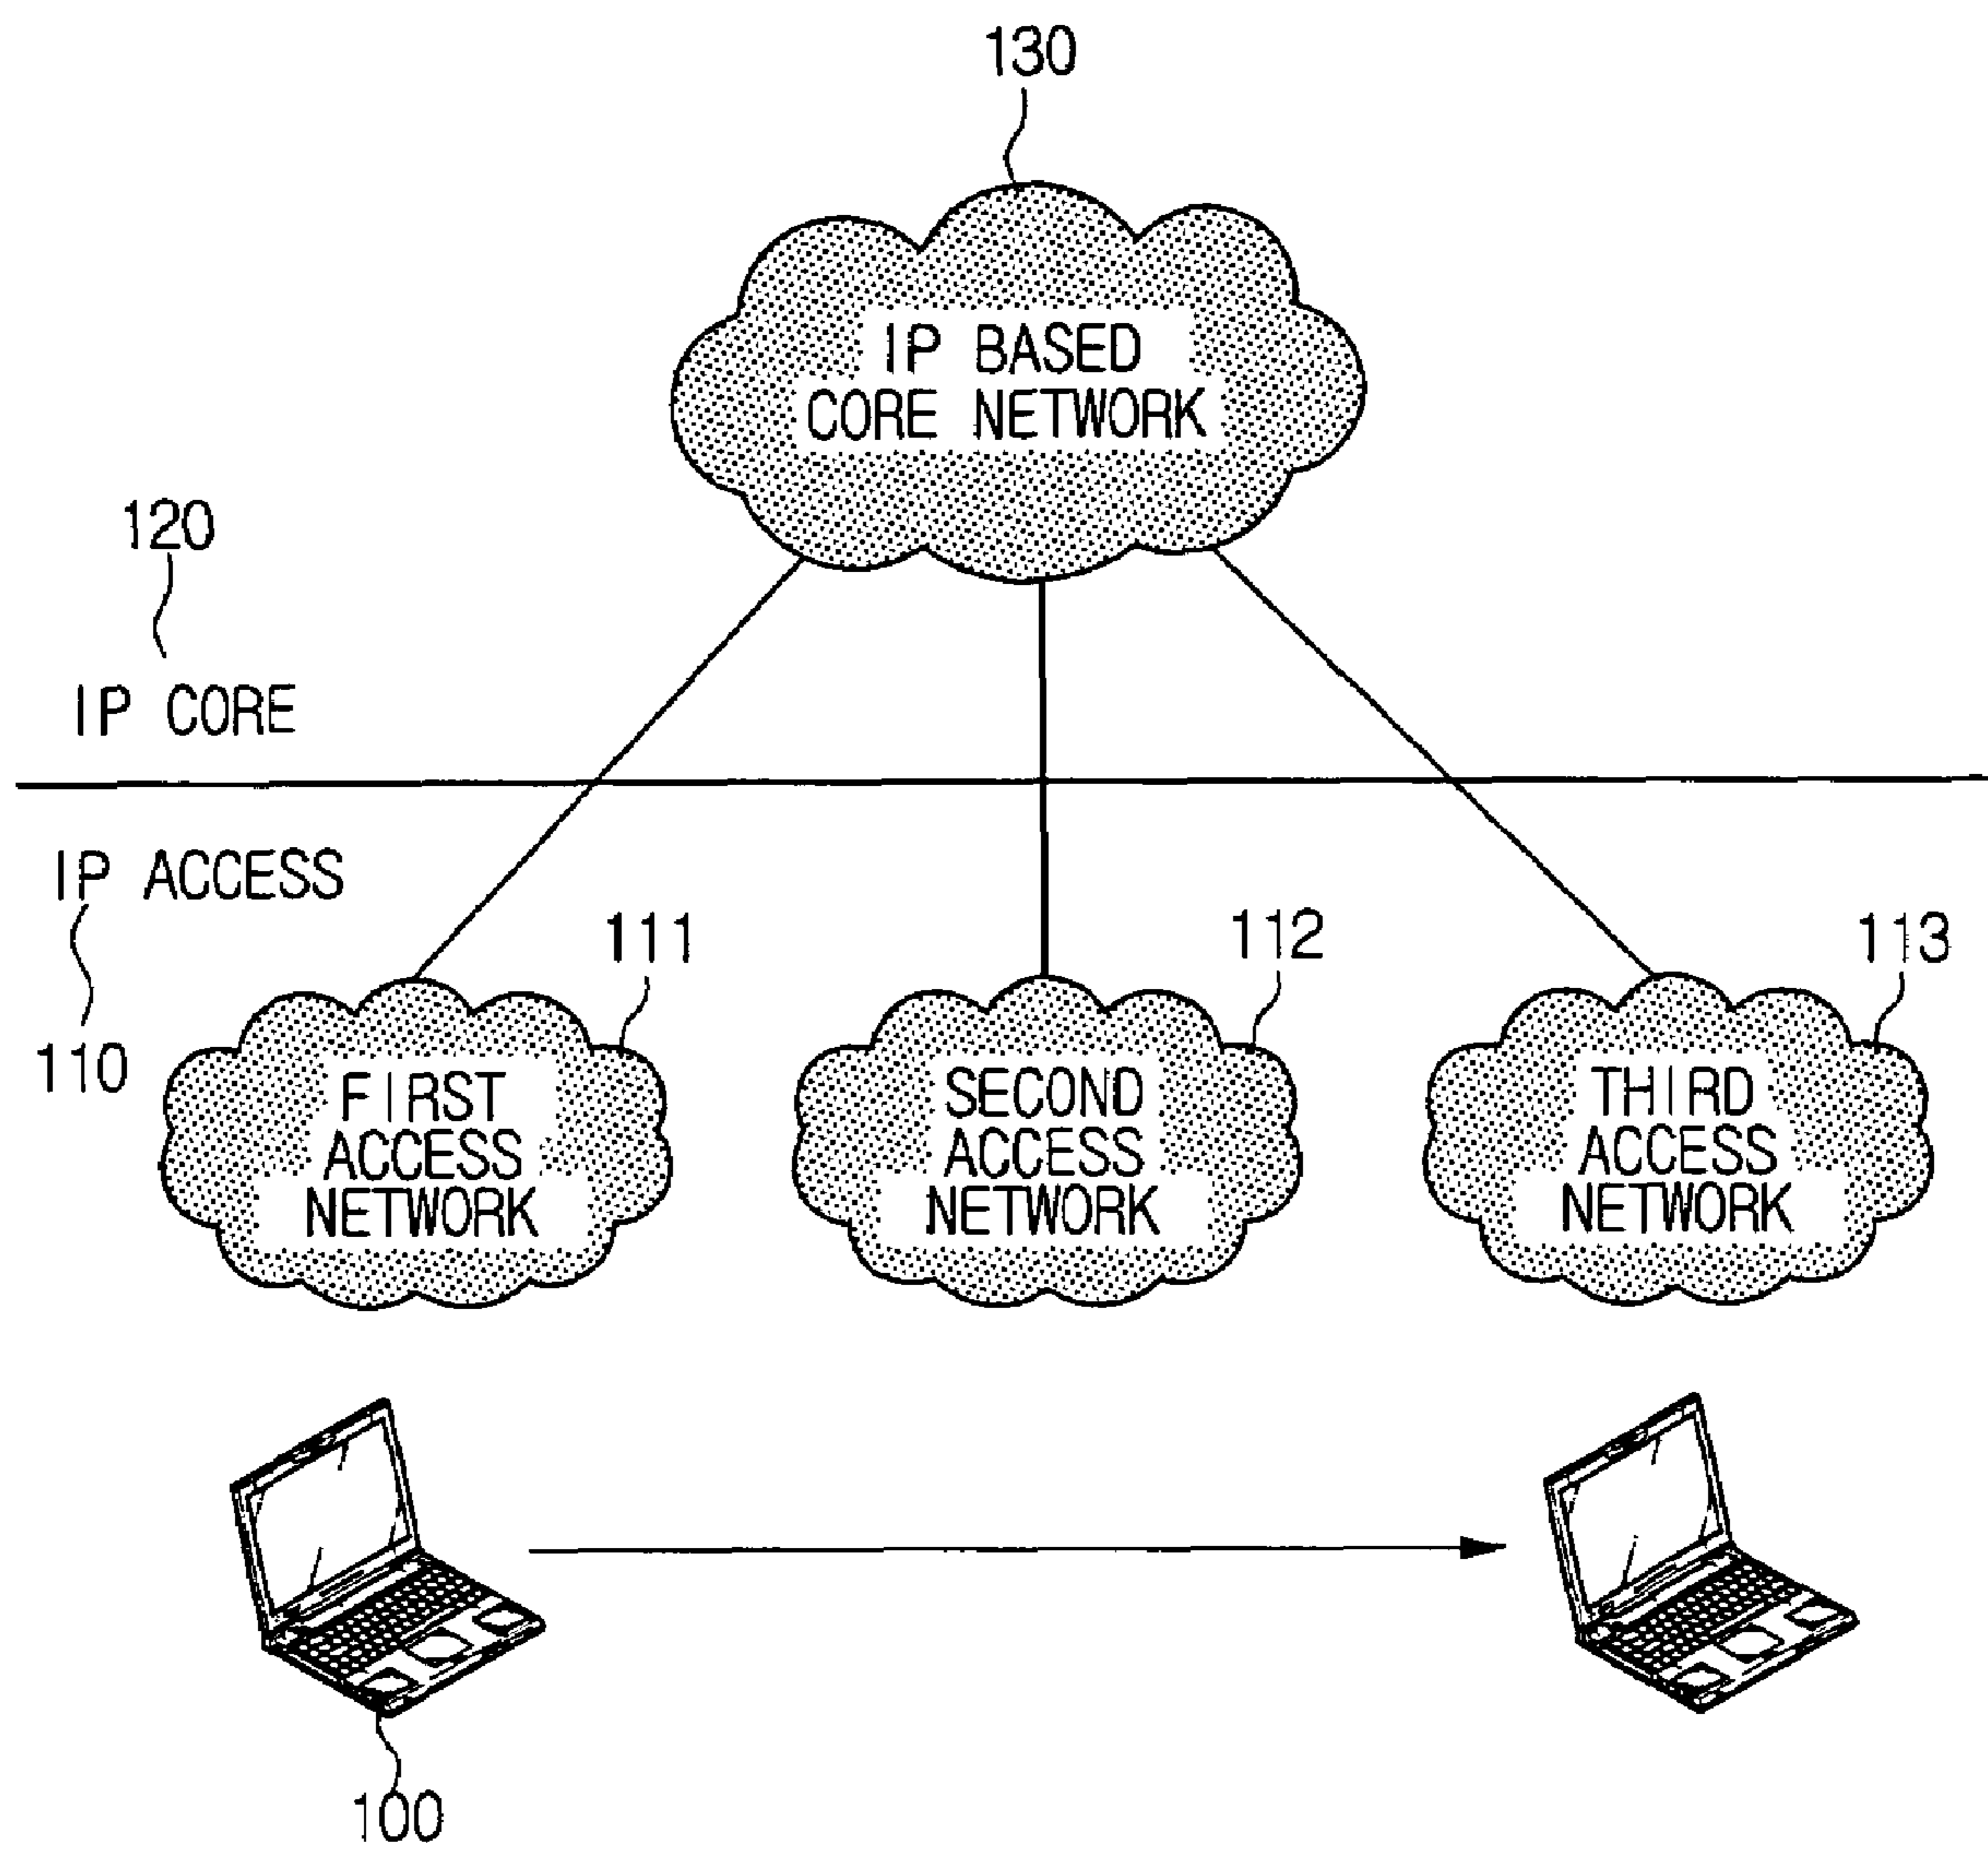 130
IP BASED
CORE NETWORK
120
IP CORE
IP ACCESS
110
111
112
113
FIRST
ACCESS
NETWORK
SECOND
ACCESS
NETWORK
THIRD
ACCESS
NETWORK
100